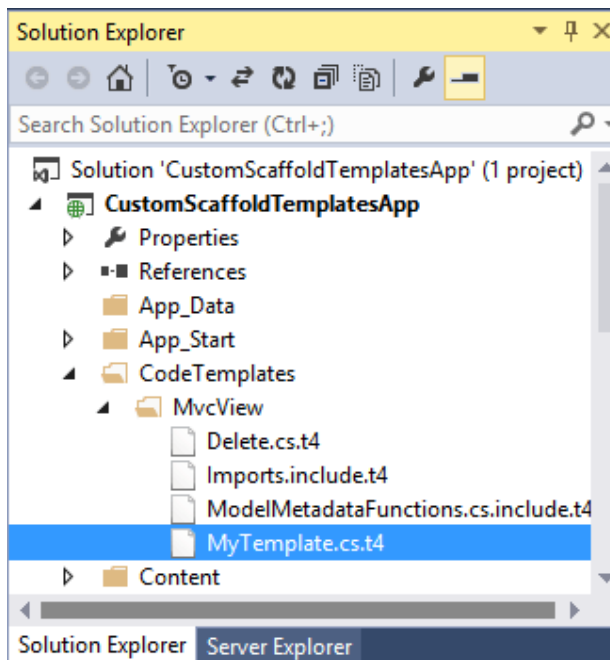 Solution Explorer
Search Solution Explorer (Ctrl+;)
Solution 'CustomScaffoldTemplatesApp' (1 project)
CustomScaffoldTemplatesApp
Properties
References
App_Data
App_Start
CodeTemplates
MvcView
Delete.cs.t4
Imports.include.t4
ModelMetadataFunctions.cs.include.t4
MyTemplate.cs.t4
Content
Solution Explorer Server Explorer